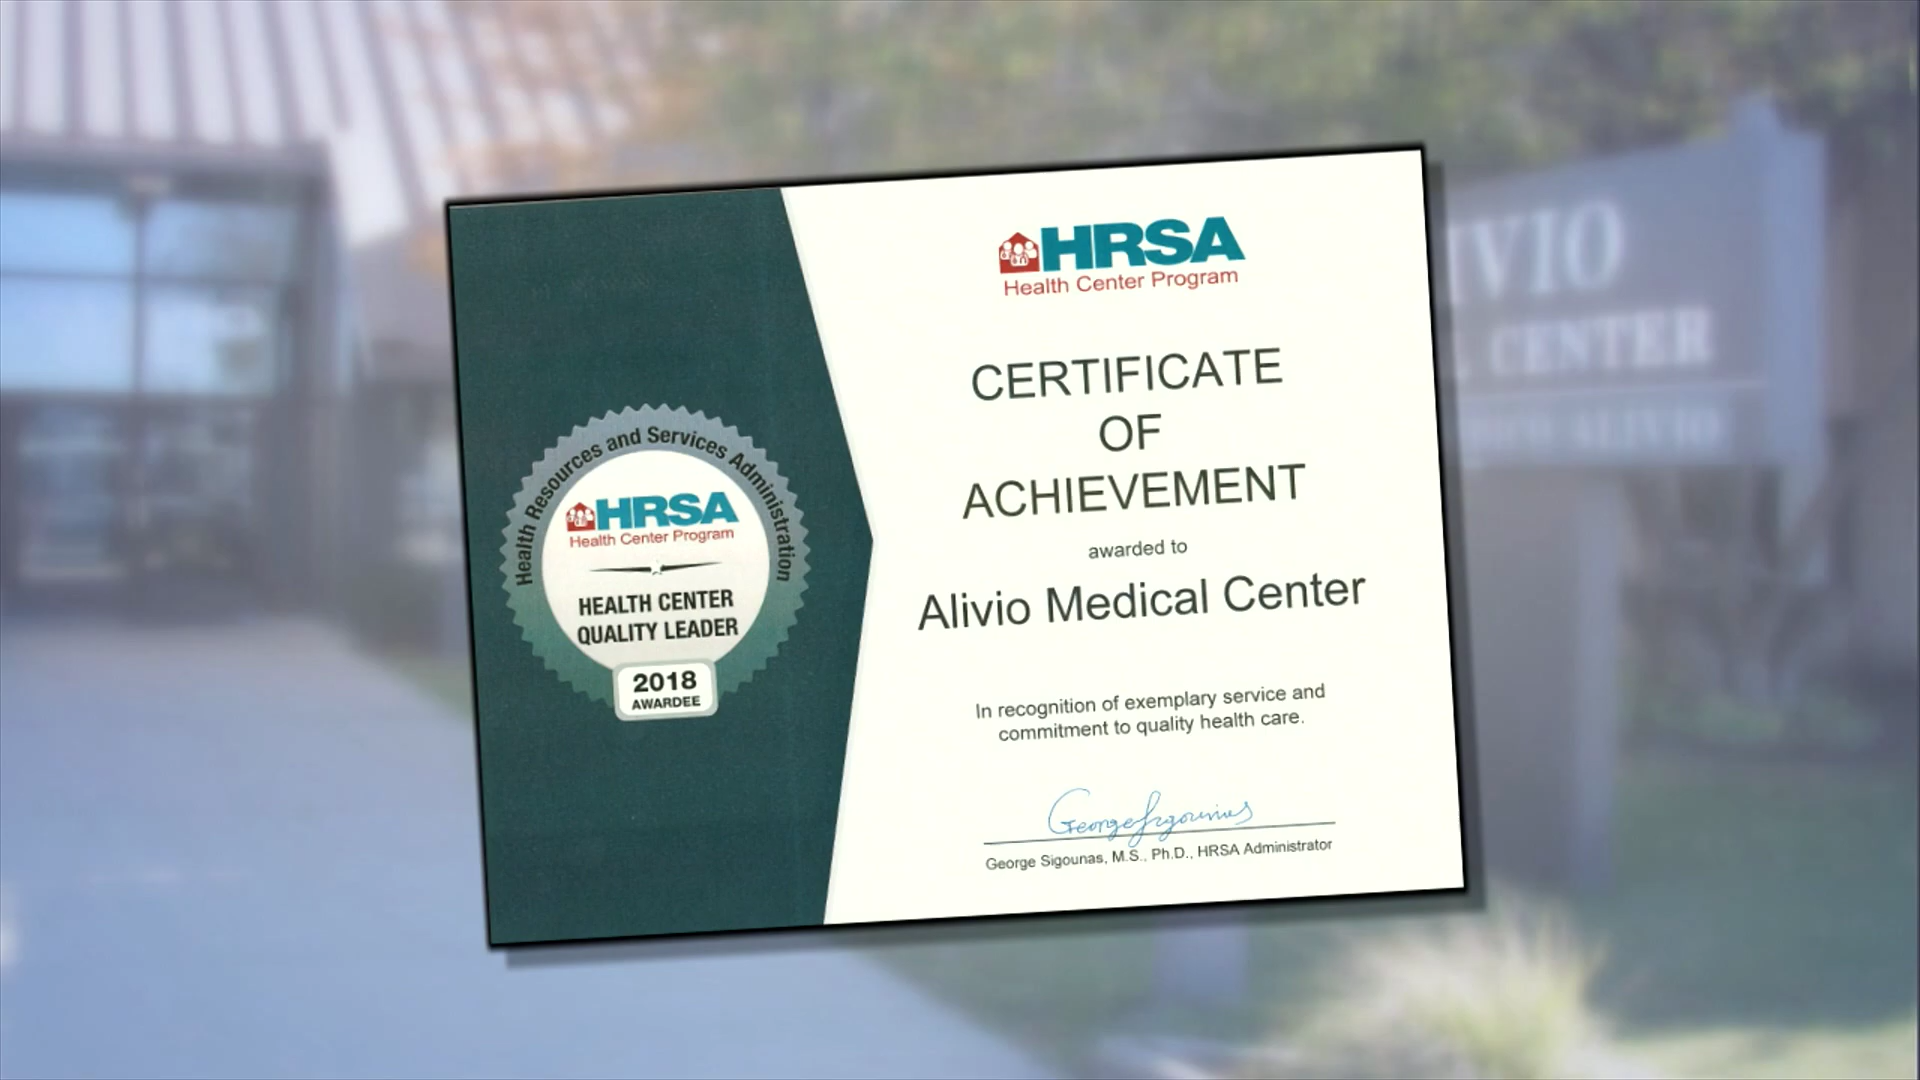 HRSA
Health Center Program
CERTIFICATE
OF
ACHIEVEMENT
awarded to
Alivio Medical Center
In recognition of exemplary service and
commitment to quality health care.
George Sigounas
George Sigounas, M.S., Ph.D., HRSA Administrator
Health Resources and Services Administration
HRSA
Health Center Program
HEALTH CENTER
QUALITY LEADER
2018
AWARDEE
IVIO
CENTER